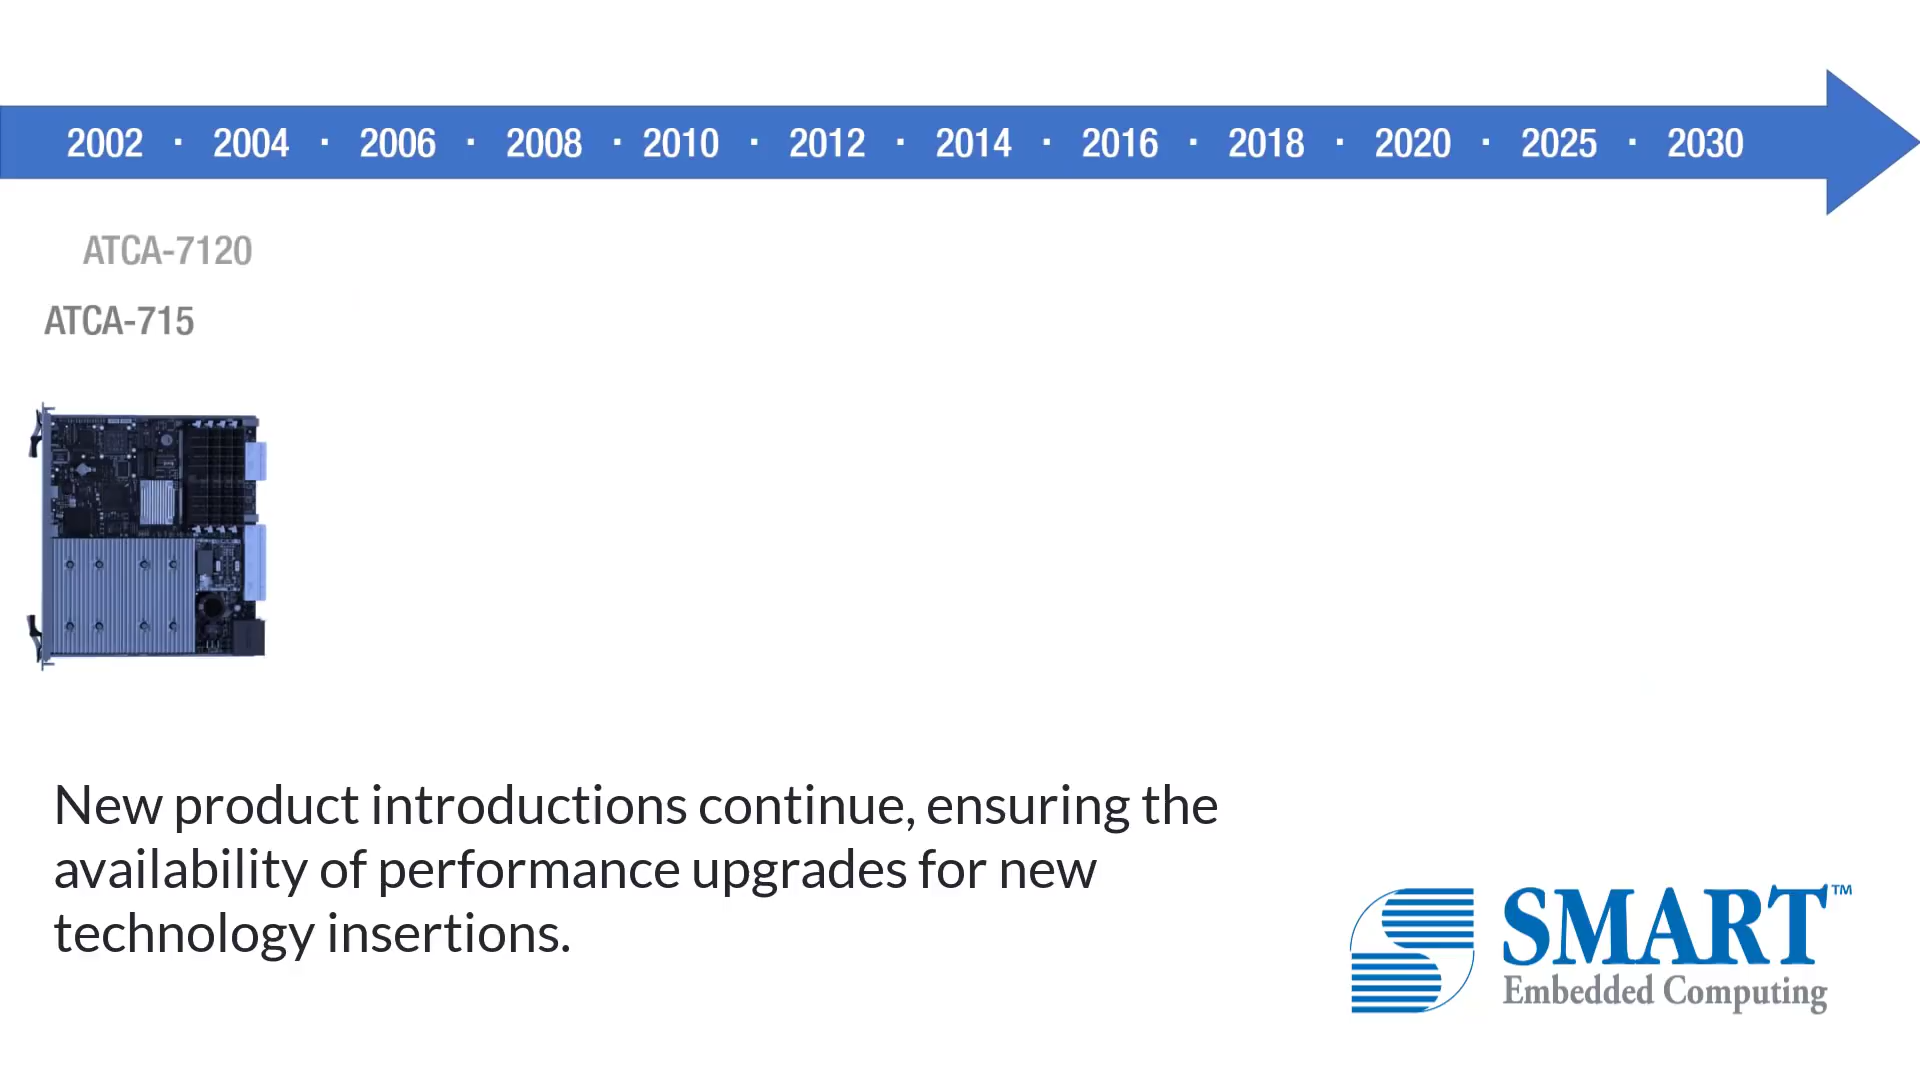 2002 · 2004 · 2006 · 2008 · 2010 · 2012 · 2014 · 2016 · 2018 · 2020 · 2025 · 2030
ATCA-7120
ATCA-715
New product introductions continue, ensuring the
availability of performance upgrades for new
technology insertions.
SMART™
Embedded Computing